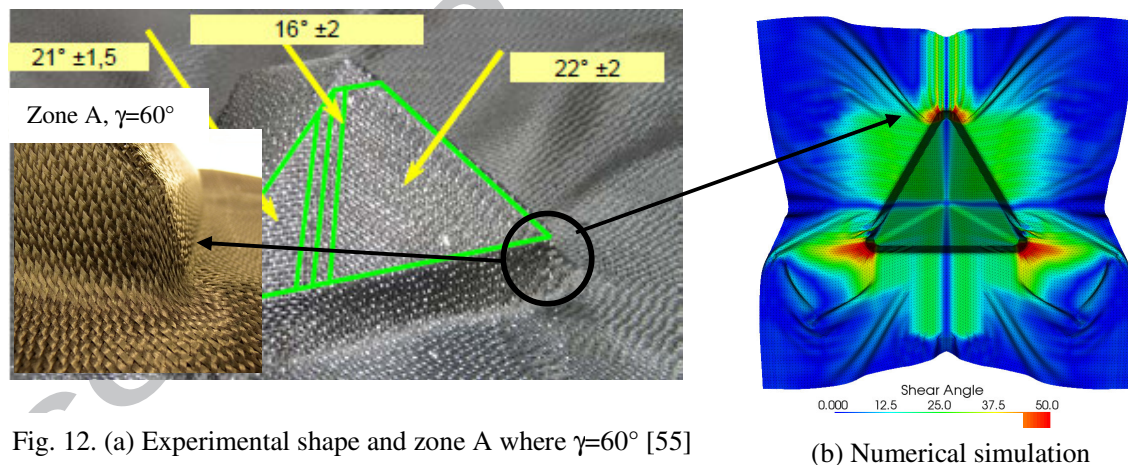 16° ±2
21° ±1,5
22° ±2
Zone A, γ=60°
Shear Angle
0.000 12.5 25.0 37.5 50.0
Fig. 12. (a) Experimental shape and zone A where γ=60° [55]
(b) Numerical simulation